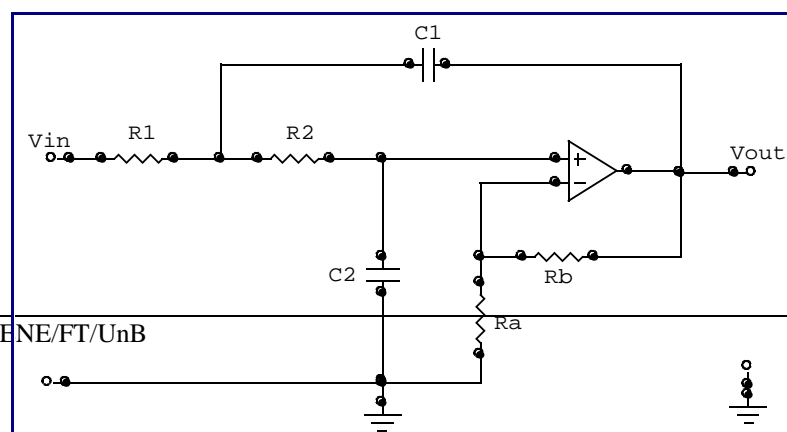 C1
Vin R1 R2
+
Vout
−
Rb
C2
Ra
ENE/FT/UnB